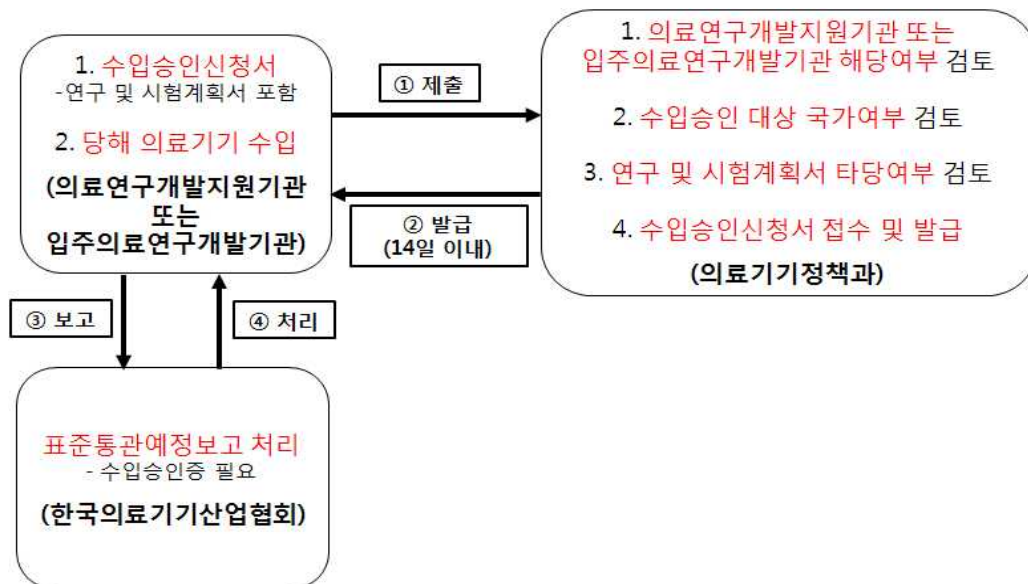 1. 수입승인신청서
-연구 및 시험계획서 포함
2. 당해 의료기기 수입
(의료연구개발지원기관
또는
입주의료연구개발기관)
① 제출
② 발급
(14일 이내)
1. 의료연구개발지원기관 또는
입주의료연구개발기관 해당여부 검토
2. 수입승인 대상 국가여부 검토
3. 연구 및 시험계획서 타당여부 검토
4. 수입승인신청서 접수 및 발급
(의료기기정책과)
③ 보고
④ 처리
표준통관예정보고 처리
- 수입승인증 필요
(한국의료기기산업협회)